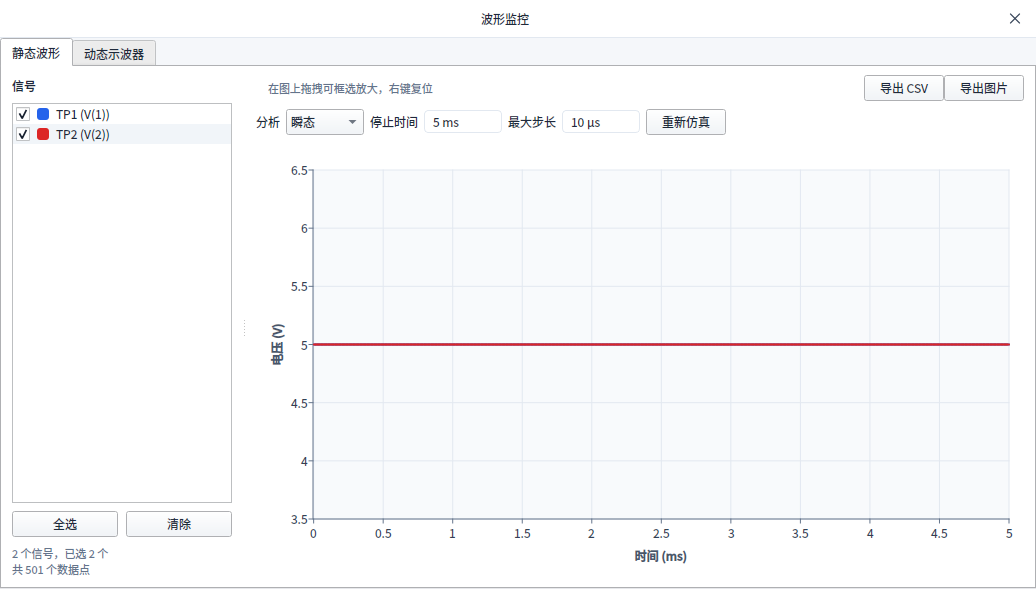 波形监控
静态波形
动态示波器
信号
TP1 (V(1))
TP2 (V(2))
全选
清除
2 个信号，已选 2 个
共 501 个数据点
在图上拖拽可框选放大，右键复位
导出 CSV
导出图片
分析 瞬态 停止时间 5 ms 最大步长 10 µs 重新仿真
6.5
6
5.5
5
4.5
4
3.5
电压 (V)
0 0.5 1 1.5 2 2.5 3 3.5 4 4.5 5
时间 (ms)